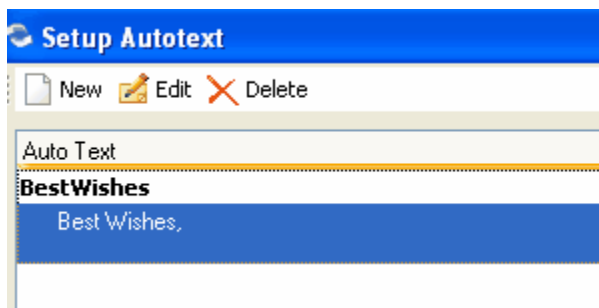 Setup Autotext
New Edit Delete
Auto Text
BestWishes
Best Wishes,